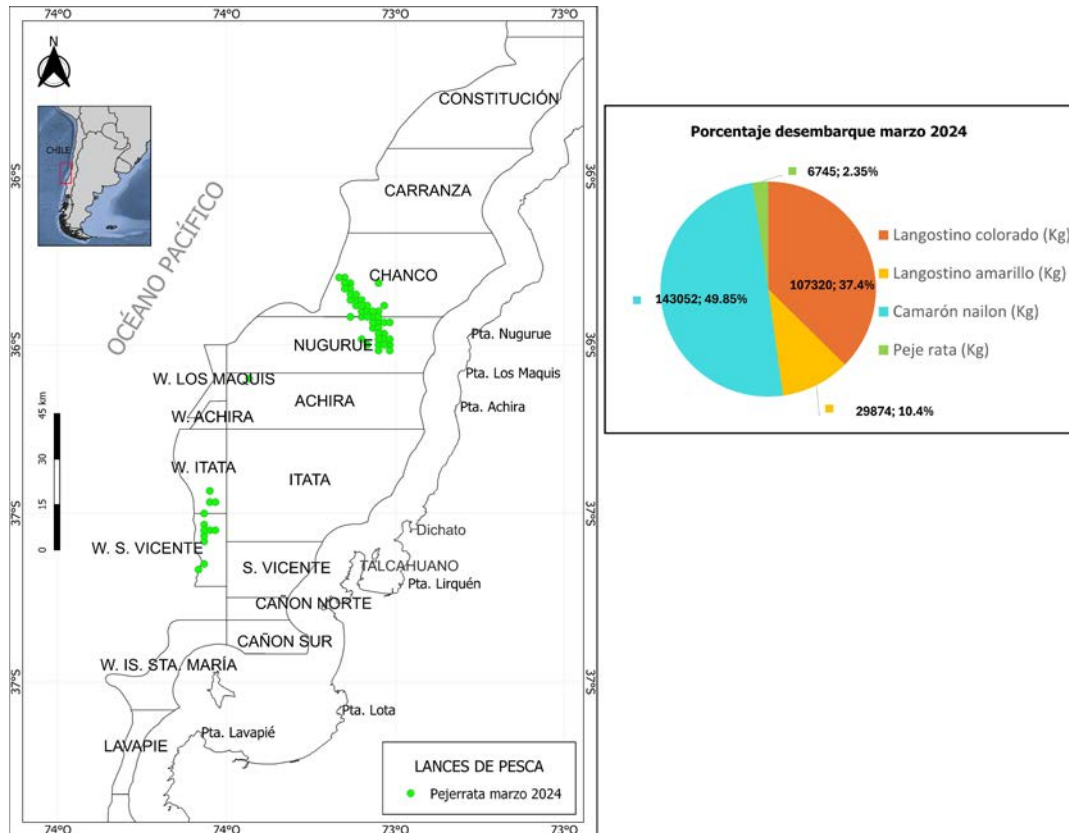 74°O
74°O
73°O
73°O
N
CHILE
OCÉANO PACÍFICO
CONSTITUCIÓN
36°S
36°S
CARRANZA
CHANCO
NUGURUE
Pta. Nugurue
36°S
36°S
W. LOS MAQUIS
Pta. Los Maquis
ACHIRA
Pta. Achira
W. ACHIRA
45 km
30
15
0
W. ITATA
ITATA
37°S
37°S
Dichato
W. S. VICENTE
S. VICENTE
TALCAHUANO
Pta. Lirquén
CAÑON NORTE
CAÑON SUR
W. IS. STA. MARÍA
37°S
37°S
Pta. Lota
Pta. Lavapié
LAVAPIE
LANCES DE PESCA
Pejerrata marzo 2024
74°O
74°O
73°O
73°O
Porcentaje desembarque marzo 2024
6745; 2.35%
107320; 37.4%
143052; 49.85%
29874; 10.4%
Langostino colorado (Kg)
Langostino amarillo (Kg)
Camarón nailon (Kg)
Peje rata (Kg)